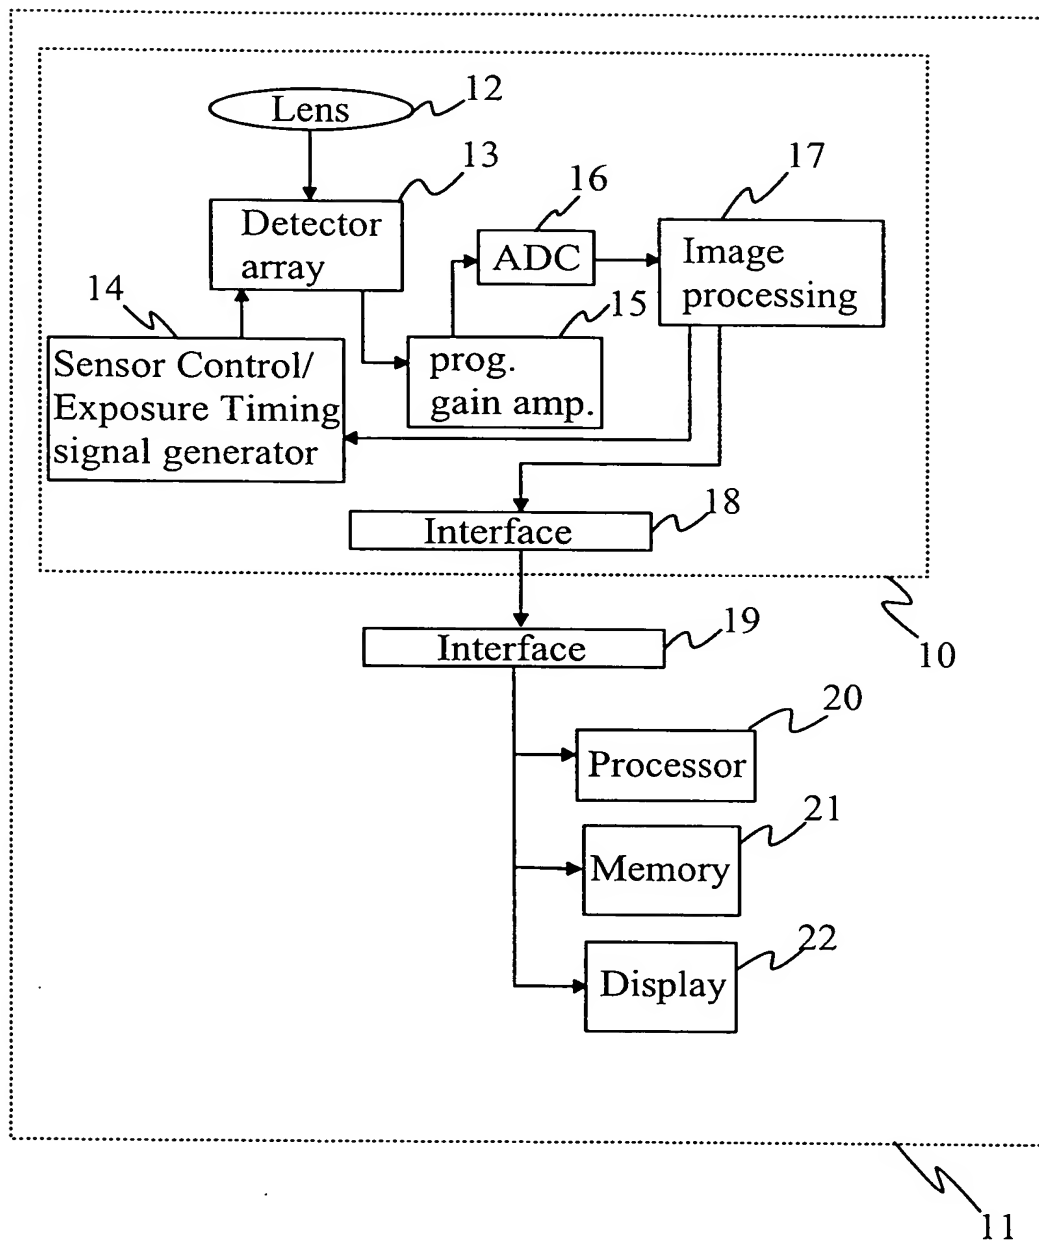 12
Lens
13
17
16
Detector
array
ADC
Image
processing
14
15
Sensor Control/
Exposure Timing
signal generator
prog.
gain amp.
18
Interface
19
Interface
10
20
Processor
21
Memory
22
Display
11